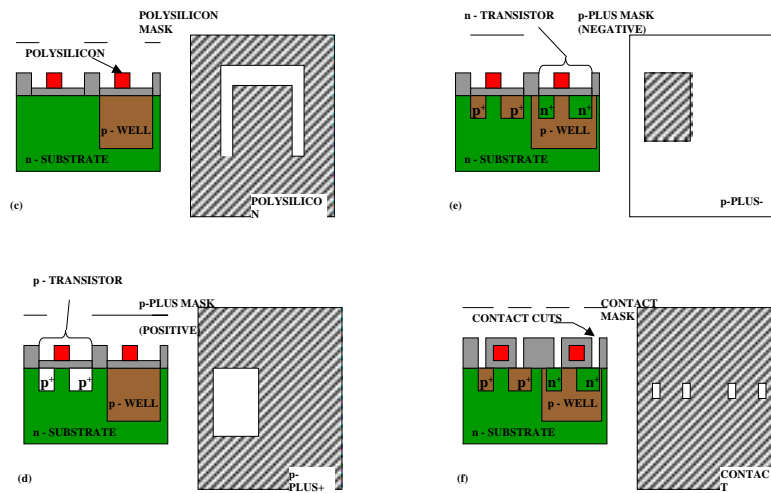 POLYSILICON
MASK
POLYSILICON
p - WELL
n - SUBSTRATE
(c)
POLYSILICO
N
n - TRANSISTOR
p-PLUS MASK
(NEGATIVE)
p+ p+ n+ n+
p - WELL
n - SUBSTRATE
(e)
p-PLUS-
p - TRANSISTOR
p-PLUS MASK
(POSITIVE)
p+ p+
p - WELL
n - SUBSTRATE
(d)
p-
PLUS+
CONTACT
MASK
CONTACT CUTS
p+ p+ n+ n+
p - WELL
n - SUBSTRATE
(f)
CONTAC
T